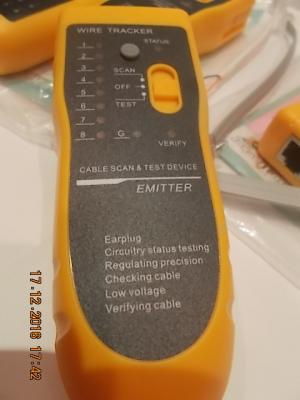 WIRE TRACKER
STATUS
1
2
3
4
5
6
7
8
SCAN
OFF
TEST
G
VERIFY
CABLE SCAN & TEST DEVICE
EMITTER
Earplug
Circuitry status testing
Regulating precision
Checking cable
Low voltage
Verifying cable
17.12.2016 17:42